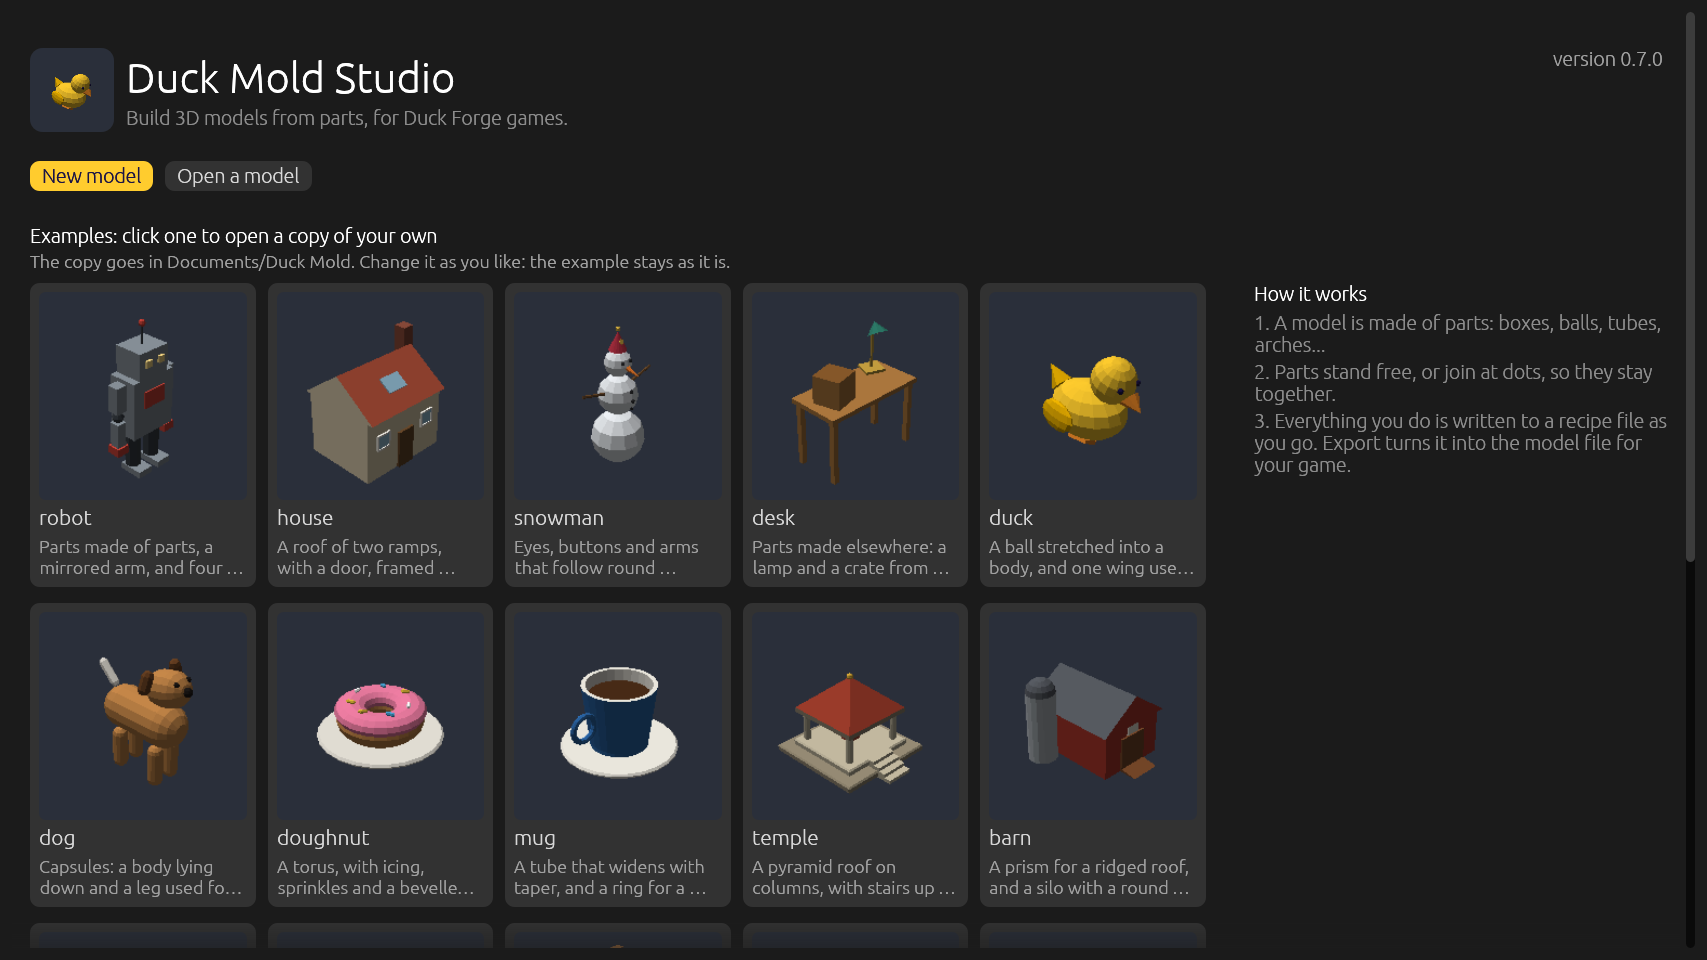 Duck Mold Studio
version 0.7.0
Build 3D models from parts, for Duck Forge games.
New model
Open a model
Examples: click one to open a copy of your own
The copy goes in Documents/Duck Mold. Change it as you like: the example stays as it is.
robot
Parts made of parts, a
mirrored arm, and four ...
house
A roof of two ramps,
with a door, framed ...
snowman
Eyes, buttons and arms
that follow round ...
desk
Parts made elsewhere: a
lamp and a crate from ...
duck
A ball stretched into a
body, and one wing use...
How it works
1. A model is made of parts: boxes, balls, tubes,
arches...
2. Parts stand free, or join at dots, so they stay
together.
3. Everything you do is written to a recipe file as
you go. Export turns it into the model file for
your game.
dog
Capsules: a body lying
down and a leg used fo...
doughnut
A torus, with icing,
sprinkles and a bevelle...
mug
A tube that widens with
taper, and a ring for a ...
temple
A pyramid roof on
columns, with stairs up ...
barn
A prism for a ridged roof,
and a silo with a round ...